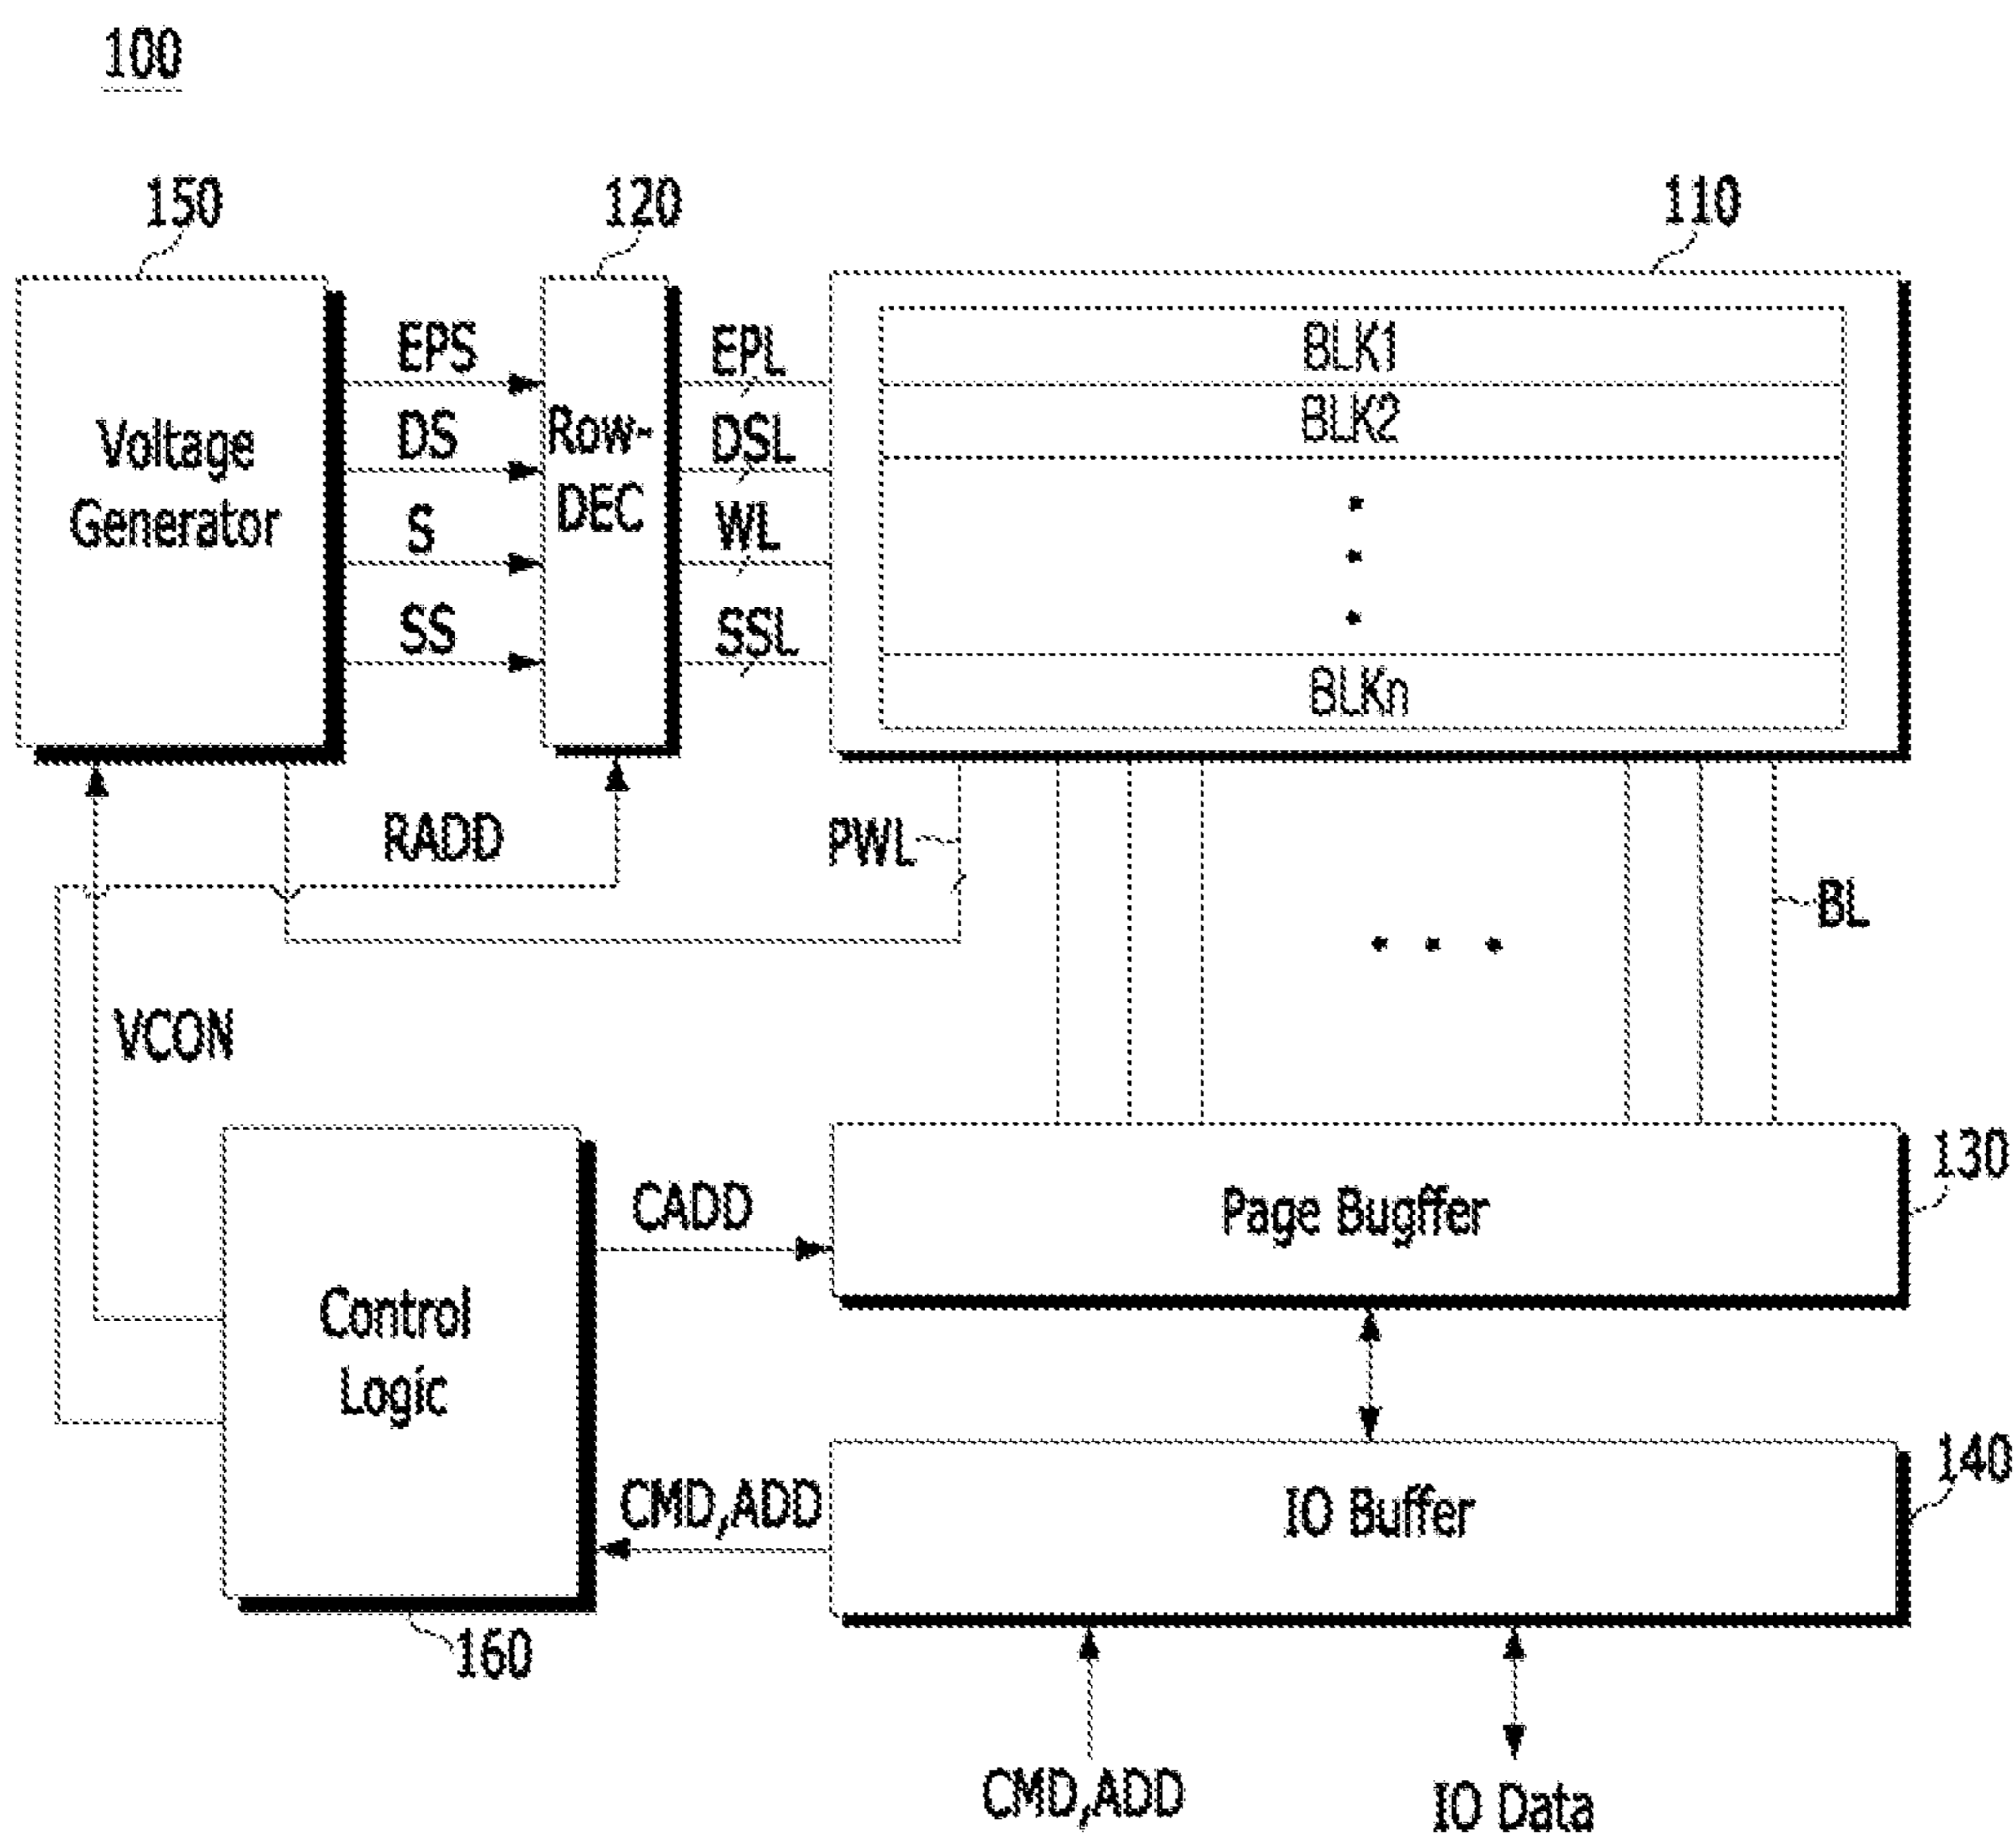 100
150
120
110
EPS
EPL
BLK1
Voltage
Generator
DS
Row-
DEC
DSL
BLK2
S
WL
SS
SSL
BLKn
RADD
PWL
BL
VCON
130
CADD
Page Bugffer
Control
Logic
140
CMD,ADD
IO Buffer
160
CMD,ADD
IO Data